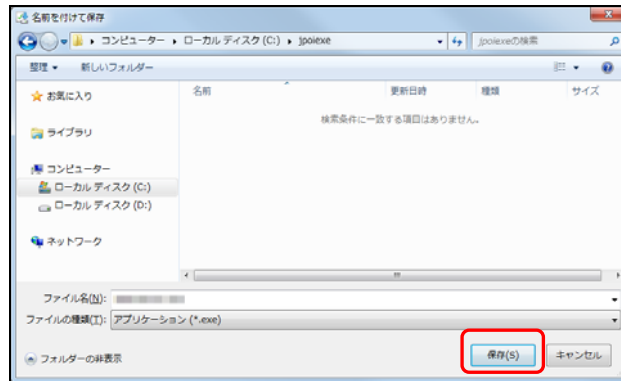 名前を付けて保存
コンピューター ▸ ローカル ディスク (C:) ▸ jpoiexe
jpoiexeの検索
整理 新しいフォルダー
名前 更新日時 種類 サイズ
検索条件に一致する項目はありません。
お気に入り
ライブラリ
コンピューター
ローカル ディスク (C:)
ローカル ディスク (D:)
ネットワーク
ファイル名(N):
ファイルの種類(T): アプリケーション (*.exe)
フォルダーの非表示
保存(S)
キャンセル